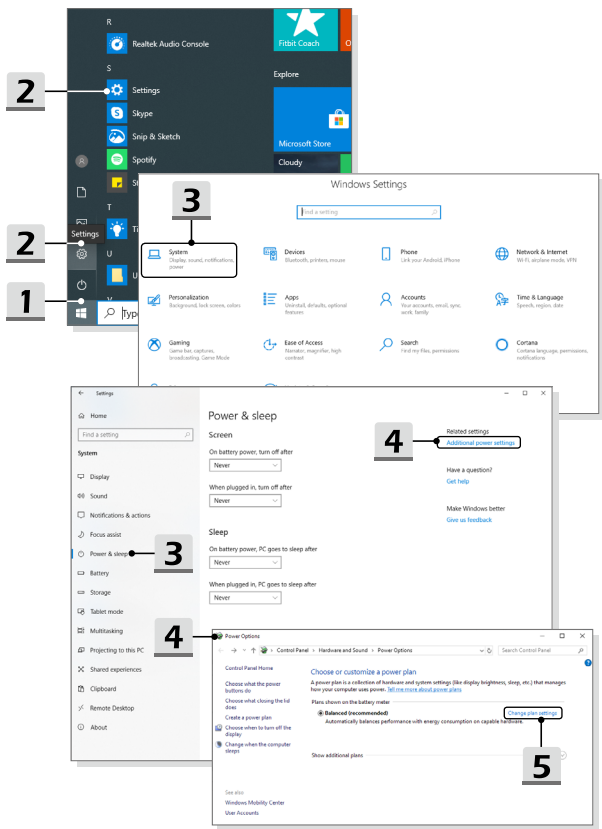 R
Realtek Audio Console
Fitbit Coach
S
Explore
2
Settings
Skype
Snip & Sketch
Microsoft Store
Spotify
Cloudy
T
Settings
2
U
1
Type
Windows Settings
Find a setting
3
System
Display, sound, notifications,
power
Devices
Bluetooth, printers, mouse
Phone
Link your Android, iPhone
Network & Internet
Wi-Fi, airplane mode, VPN
Personalization
Background, lock screen, colors
Apps
Uninstall, defaults, optional
features
Accounts
Your accounts, email, sync,
work, family
Time & Language
Speech, region, date
Gaming
Game bar, captures,
broadcasting, Game Mode
Ease of Access
Narrator, magnifier, high
contrast
Search
Find my files, permissions
Cortana
Cortana language, permissions,
notifications
Settings
Home
Find a setting
System
Display
Sound
Notifications & actions
Focus assist
Power & sleep
3
Battery
Storage
Tablet mode
Multitasking
Projecting to this PC
Shared experiences
Clipboard
Remote Desktop
About
Power & sleep
Screen
On battery power, turn off after
Never
When plugged in, turn off after
Never
Sleep
On battery power, PC goes to sleep after
Never
When plugged in, PC goes to sleep after
Never
4
Related settings
Additional power settings
Have a question?
Get help
Make Windows better
Give us feedback
4
Power Options
Control Panel > Hardware and Sound > Power Options
Search Control Panel
Control Panel Home
Choose what the power
buttons do
Choose what closing the lid
does
Create a power plan
Choose when to turn off the
display
Change when the computer
sleeps
See also
Windows Mobility Center
User Accounts
Choose or customize a power plan
A power plan is a collection of hardware and system settings (like display brightness, sleep, etc.) that manages
how your computer uses power. Tell me more about power plans
Plans shown on the battery meter
Balanced (recommended)
Change plan settings
Automatically balances performance with energy consumption on capable hardware.
Show additional plans
5